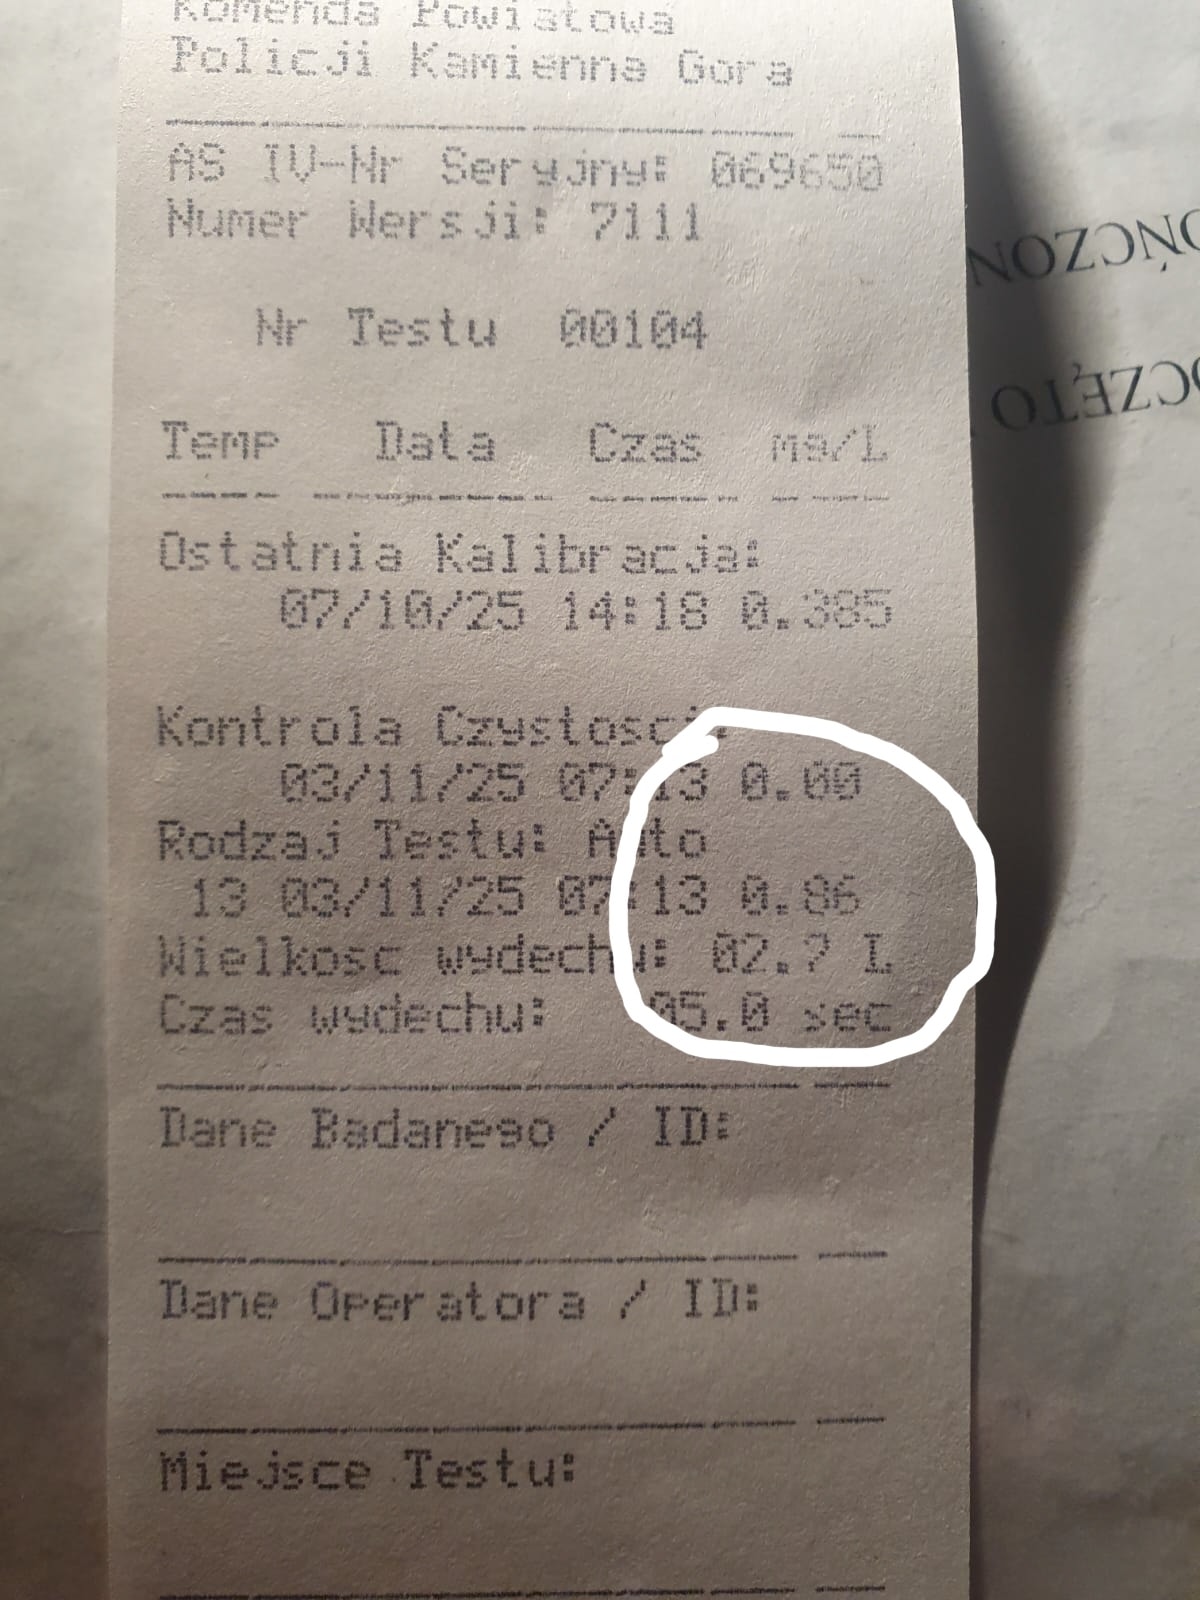 Komenda Powiatowa
Policji Kamienna Gora
AS IV-Nr Seryjny: 069650
Numer Wersji: 7111
Nr Testu 00104
Temp Data Czas mg/L
Ostatnia Kalibracja:
07/10/25 14:18 0.385
Kontrola Czystosci:
03/11/25 07:13 0.00
Rodzaj Testu: Auto
13 03/11/25 07:13 0.86
Wielkosc wydechu: 02.7 L
Czas wydechu: 05.0 sec
Dane Badanego / ID:
Dane Operatora / ID:
Miejsce Testu: